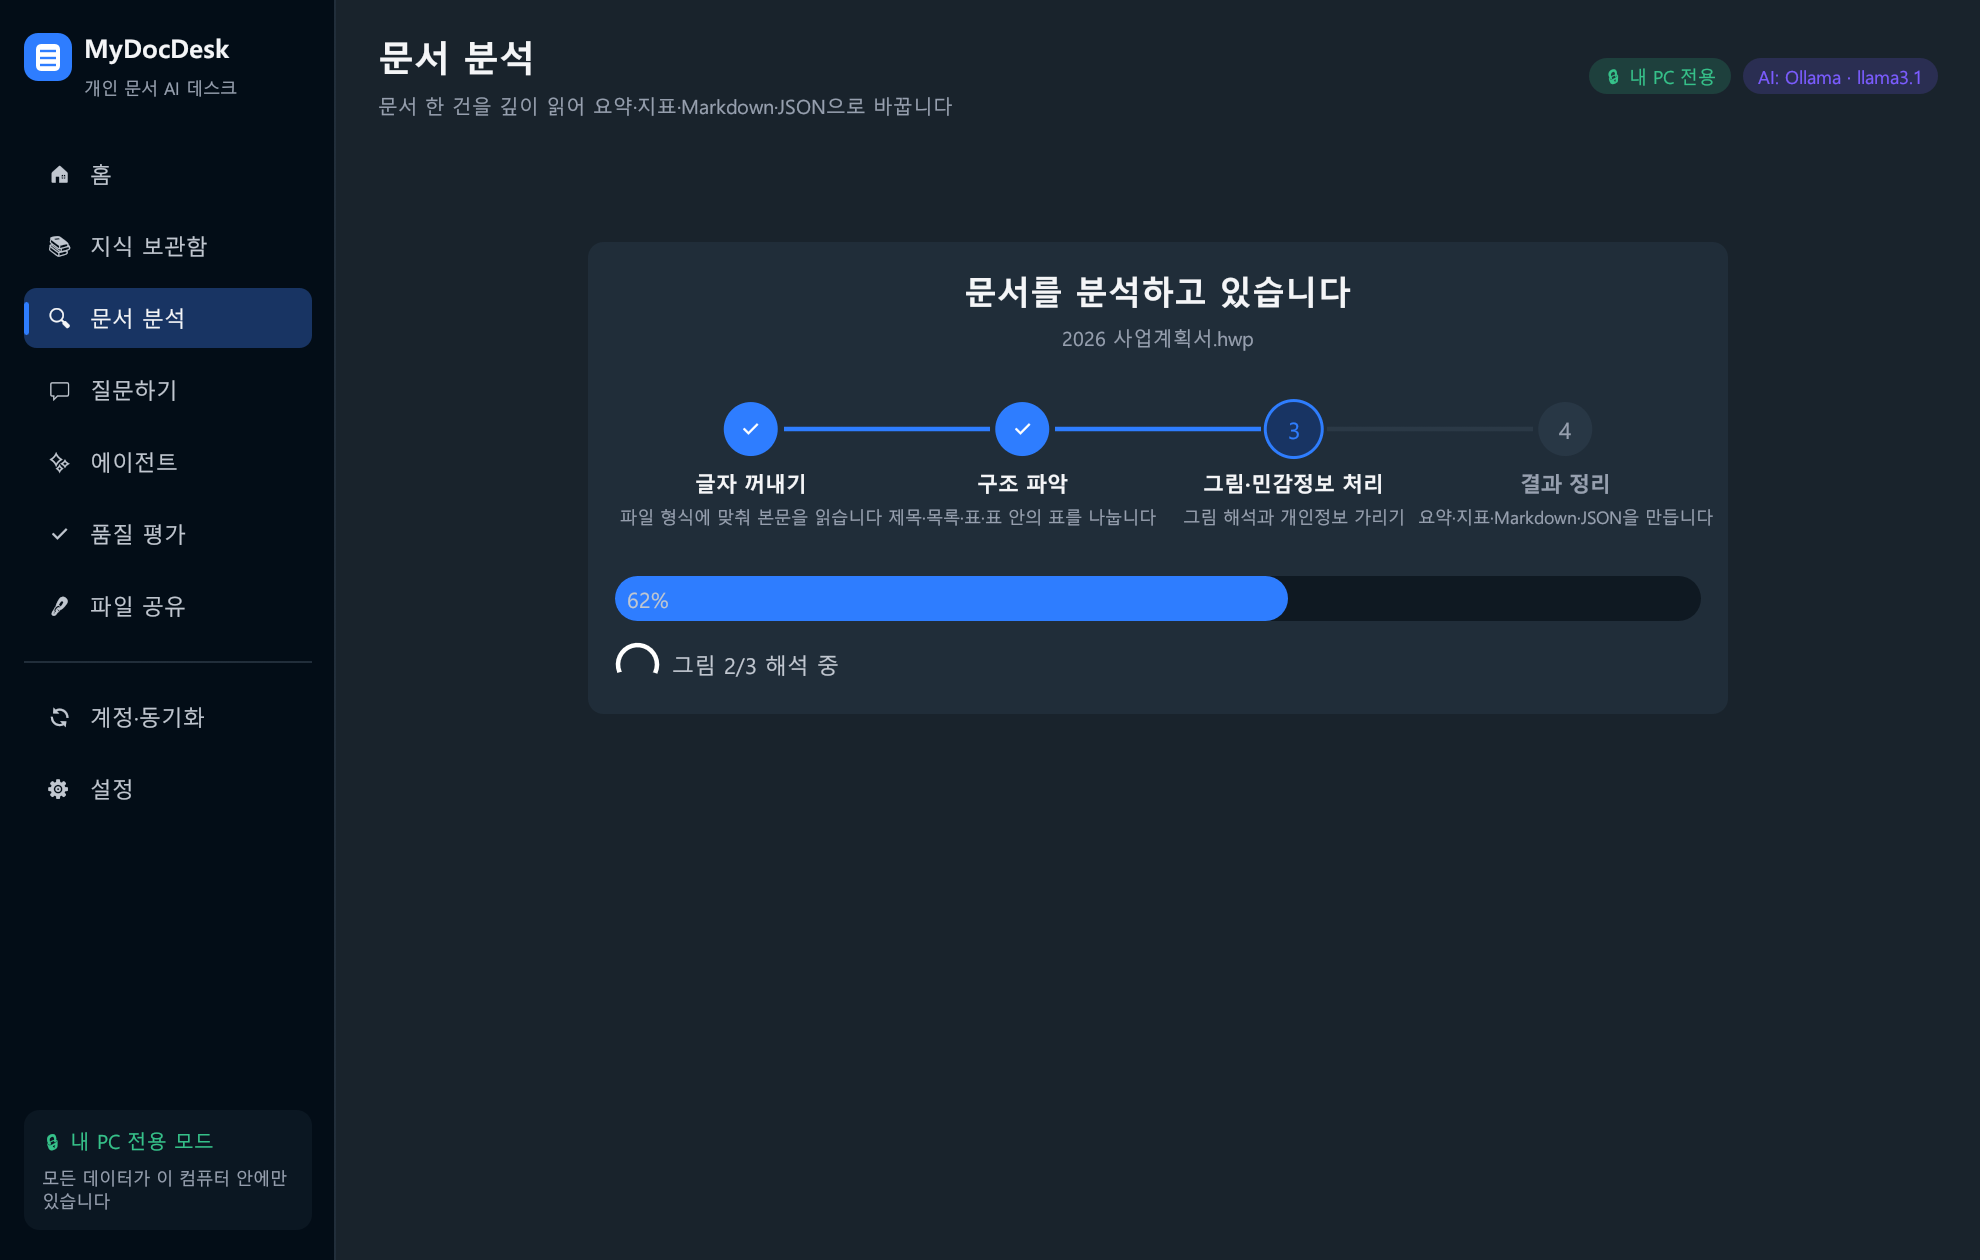 MyDocDesk
개인 문서 AI 데스크
홈
지식 보관함
문서 분석
질문하기
에이전트
품질 평가
파일 공유
계정·동기화
설정
내 PC 전용 모드
모든 데이터가 이 컴퓨터 안에만
있습니다
문서 분석
문서 한 건을 깊이 읽어 요약·지표·Markdown·JSON으로 바꿉니다
내 PC 전용
AI: Ollama · llama3.1
문서를 분석하고 있습니다
2026 사업계획서.hwp
3
4
글자 꺼내기
구조 파악
그림·민감정보 처리
결과 정리
파일 형식에 맞춰 본문을 읽습니다
제목·목록·표·표 안의 표를 나눕니다
그림 해석과 개인정보 가리기
요약·지표·Markdown·JSON을 만듭니다
62%
그림 2/3 해석 중